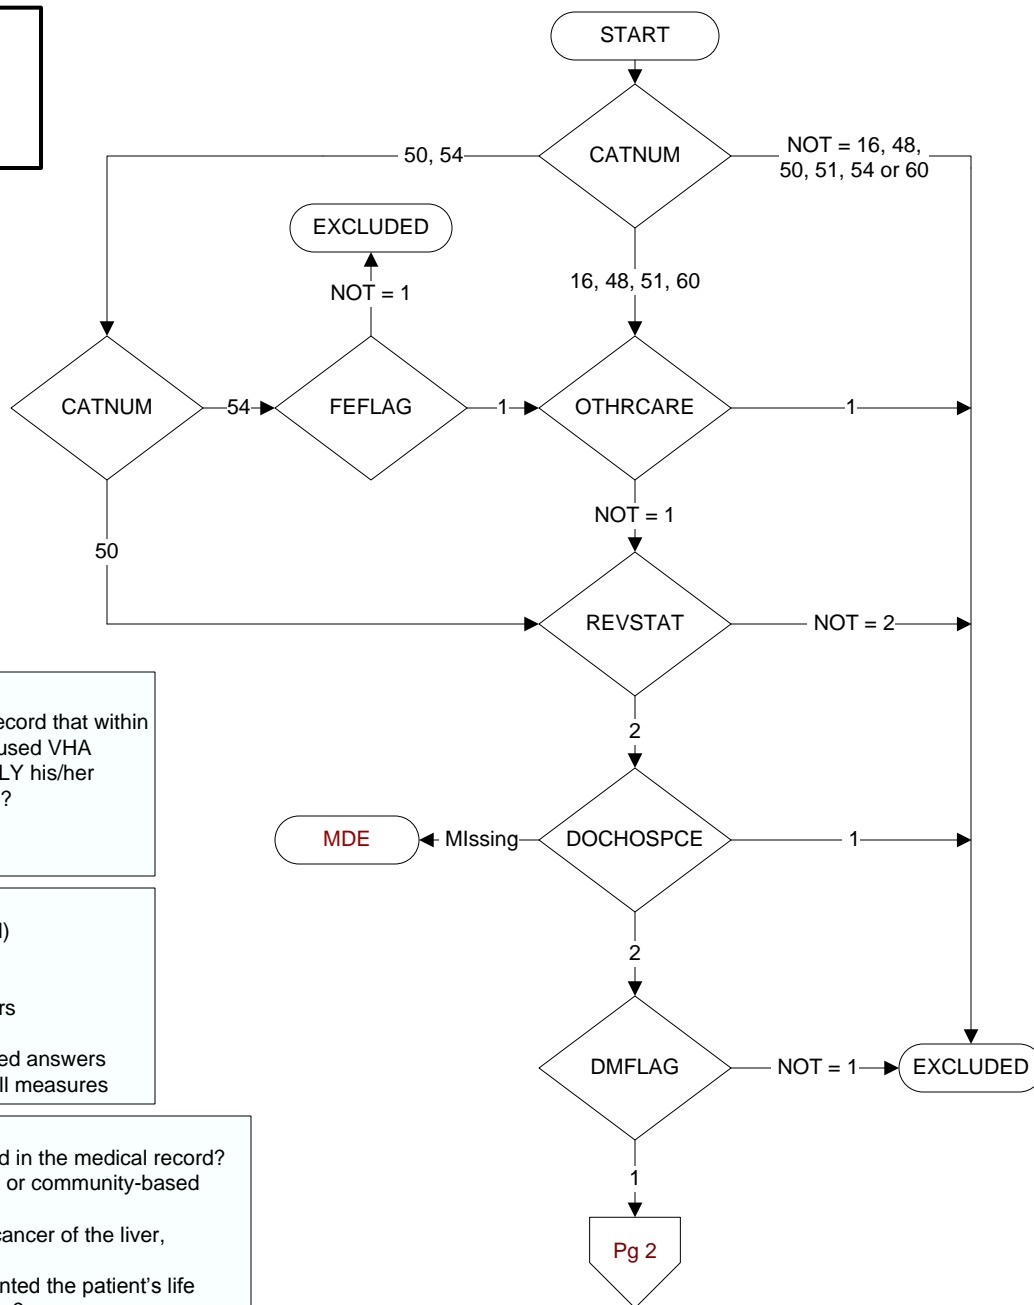 START
CATNUM
50, 54
NOT = 16, 48,
50, 51, 54 or 60
EXCLUDED
NOT = 1
16, 48, 51, 60
CATNUM
54
FEFLAG
1
OTHRCARE
1
NOT = 1
50
REVSTAT
NOT = 2
2
ecord that within
used VHA
LY his/her
?
MDE
MIssing
DOCHOSPCE
1
2
l)
rs
ed answers
ll measures
DMFLAG
NOT = 1
EXCLUDED
1
d in the medical record?
or community-based
cancer of the liver,
nted the patient's life
Pg 2